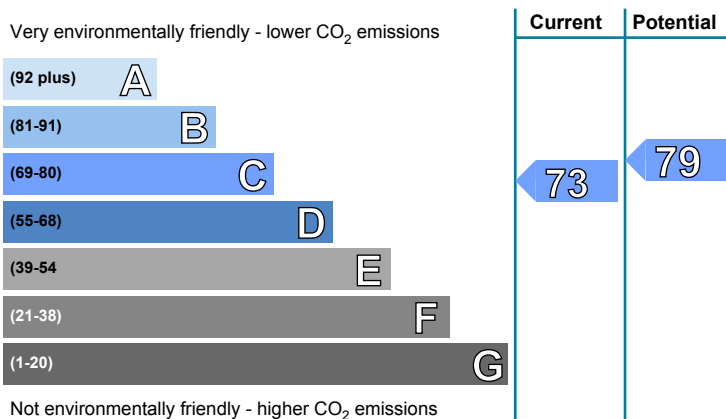 Current Potential
Very environmentally friendly - lower CO2 emissions
(92 plus) A
(81-91) B
(69-80) C 73 79
(55-68) D
(39-54 E
(21-38) F
(1-20) G
Not environmentally friendly - higher CO2 emissions